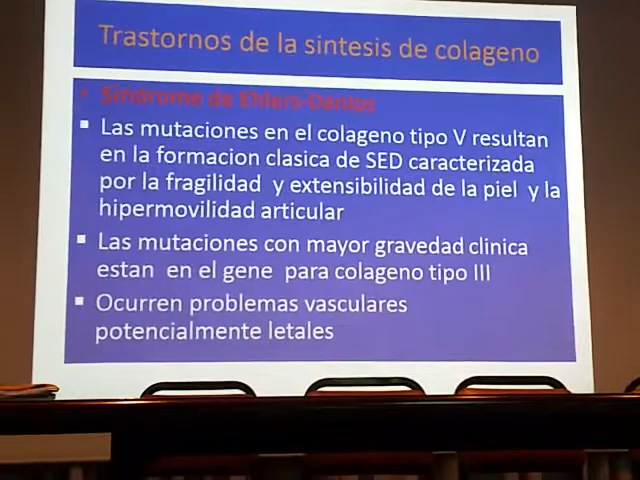 Trastornos de la sintesis de colageno
• Síndrome de Ehlers-Danlos
▪ Las mutaciones en el colageno tipo V resultan
en la formacion clasica de SED caracterizada
por la fragilidad y extensibilidad de la piel y la
hipermovilidad articular
▪ Las mutaciones con mayor gravedad clinica
estan en el gene para colageno tipo III
▪ Ocurren problemas vasculares
potencialmente letales